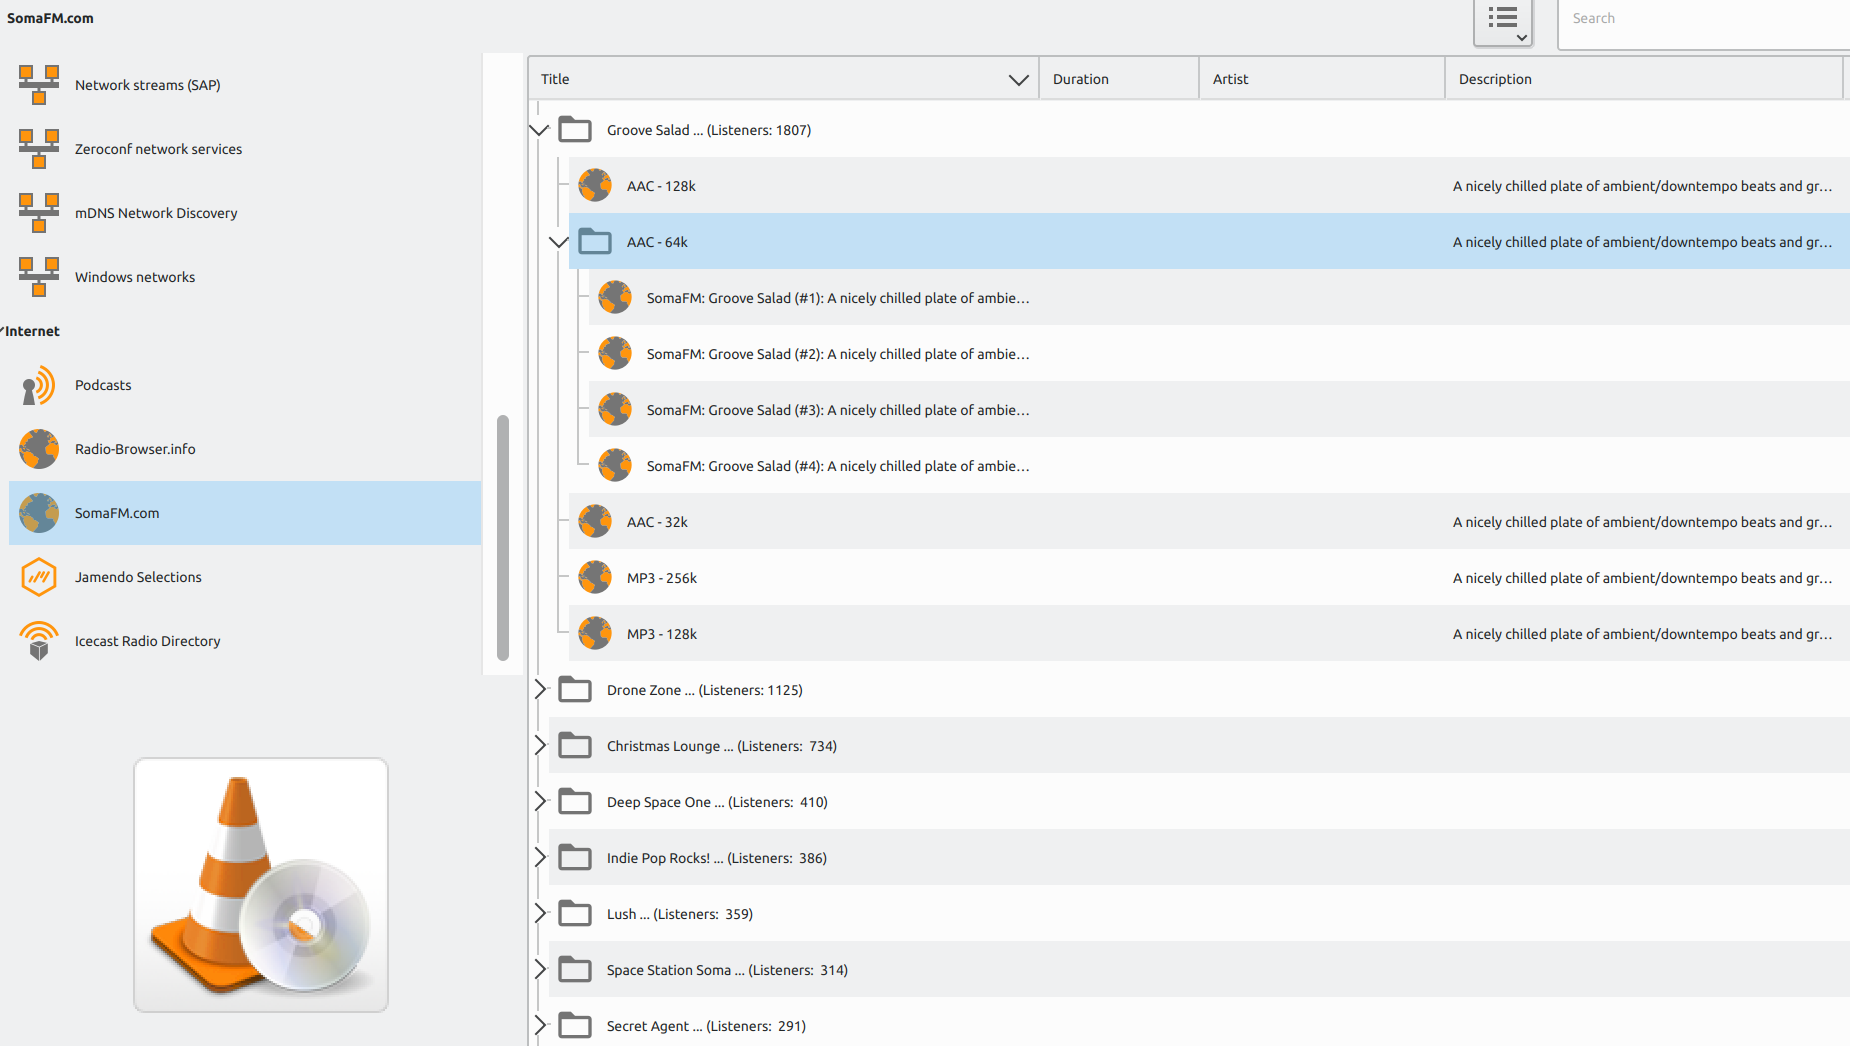 SomaFM.com
Search
Network streams (SAP)
Zeroconf network services
mDNS Network Discovery
Windows networks
Internet
Podcasts
Radio-Browser.info
SomaFM.com
Jamendo Selections
Icecast Radio Directory
Title Duration Artist Description
Groove Salad ... (Listeners: 1807)
AAC - 128k A nicely chilled plate of ambient/downtempo beats and gr...
AAC - 64k A nicely chilled plate of ambient/downtempo beats and gr...
SomaFM: Groove Salad (#1): A nicely chilled plate of ambie...
SomaFM: Groove Salad (#2): A nicely chilled plate of ambie...
SomaFM: Groove Salad (#3): A nicely chilled plate of ambie...
SomaFM: Groove Salad (#4): A nicely chilled plate of ambie...
AAC - 32k A nicely chilled plate of ambient/downtempo beats and gr...
MP3 - 256k A nicely chilled plate of ambient/downtempo beats and gr...
MP3 - 128k A nicely chilled plate of ambient/downtempo beats and gr...
Drone Zone ... (Listeners: 1125)
Christmas Lounge ... (Listeners: 734)
Deep Space One ... (Listeners: 410)
Indie Pop Rocks! ... (Listeners: 386)
Lush ... (Listeners: 359)
Space Station Soma ... (Listeners: 314)
Secret Agent ... (Listeners: 291)